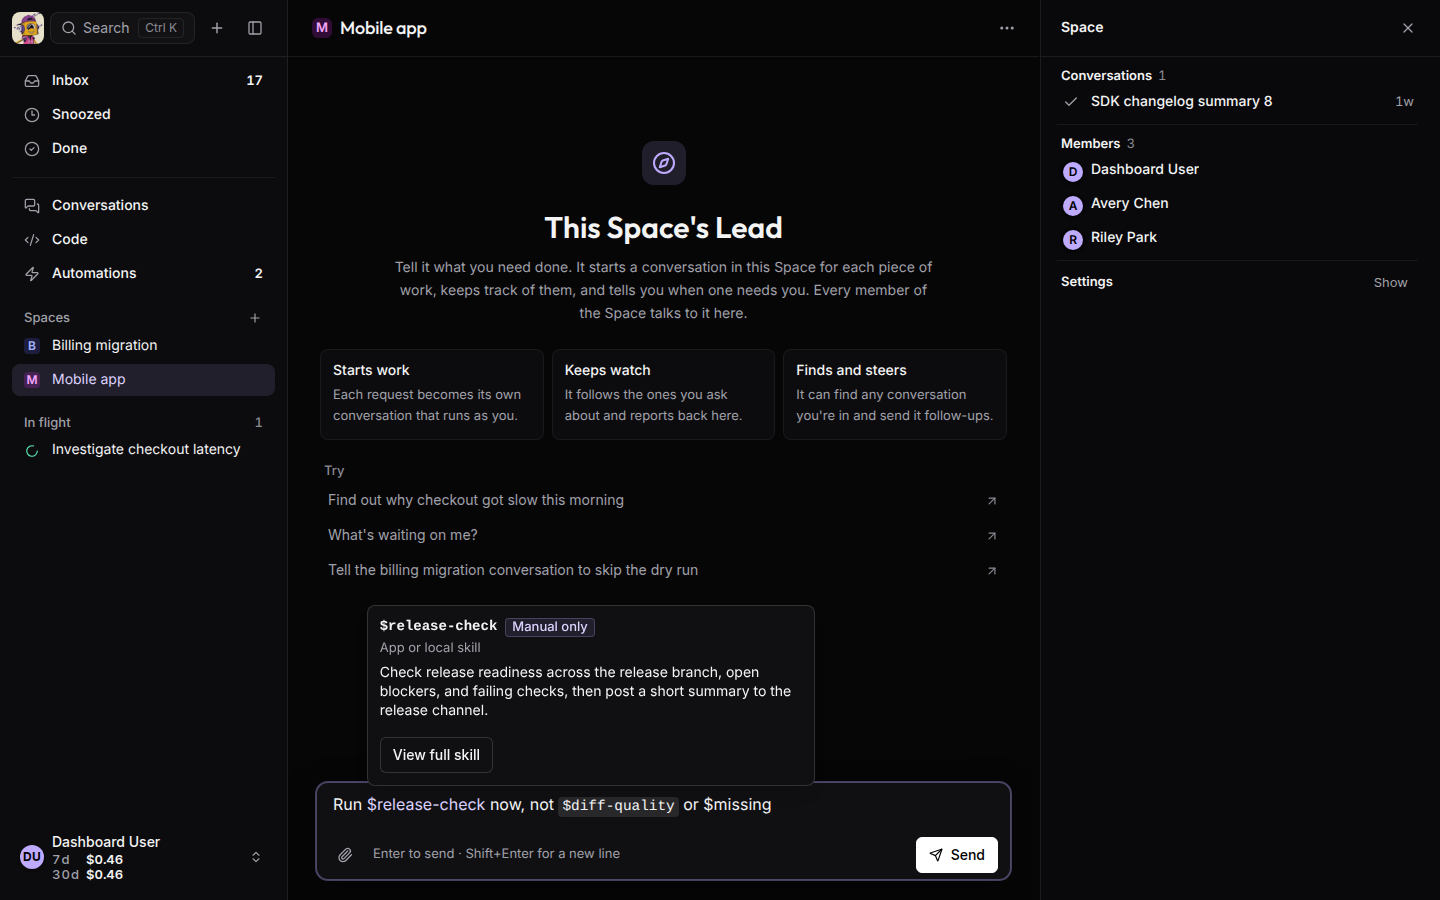 Search Ctrl K
Inbox 17
Snoozed
Done
Conversations
Code
Automations 2
Spaces
B Billing migration
M Mobile app
In flight 1
Investigate checkout latency
DU Dashboard User
7d $0.46
30d $0.46
M Mobile app
This Space's Lead
Tell it what you need done. It starts a conversation in this Space for each piece of
work, keeps track of them, and tells you when one needs you. Every member of
the Space talks to it here.
Starts work
Each request becomes its own
conversation that runs as you.
Keeps watch
It follows the ones you ask
about and reports back here.
Finds and steers
It can find any conversation
you're in and send it follow-ups.
Try
Find out why checkout got slow this morning
What's waiting on me?
Tell the billing migration conversation to skip the dry run
$release-check Manual only
App or local skill
Check release readiness across the release branch, open
blockers, and failing checks, then post a short summary to the
release channel.
View full skill
Run $release-check now, not $diff-quality or $missing
Enter to send · Shift+Enter for a new line
Send
Space
Conversations 1
SDK changelog summary 8 1w
Members 3
D Dashboard User
A Avery Chen
R Riley Park
Settings Show